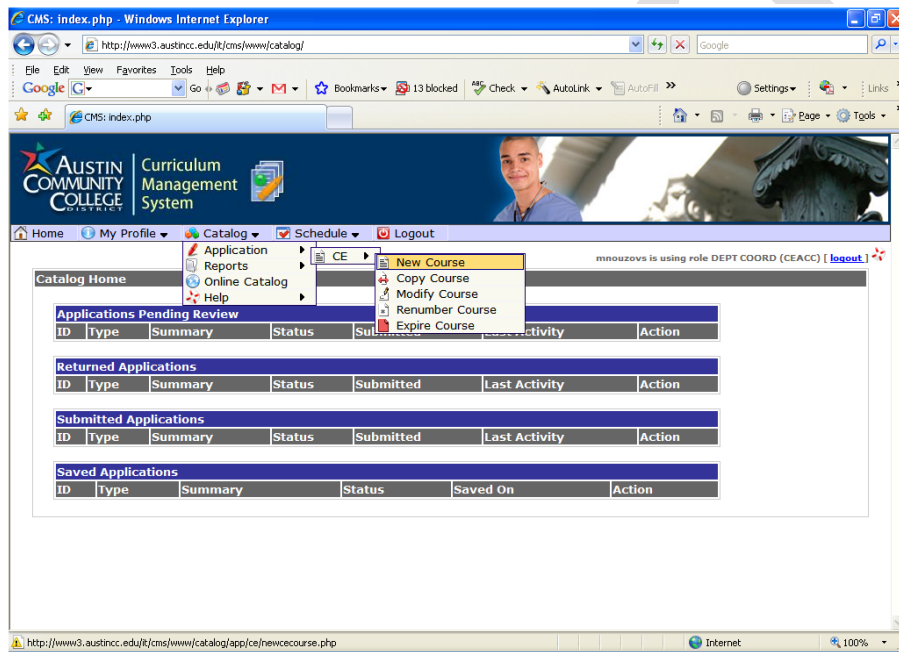 CMS: index.php - Windows Internet Explorer
http://www3.austincc.edu/it/cms/www/catalog/
Google
File Edit View Favorites Tools Help
Google G Go Bookmarks 13 blocked Check AutoLink AutoFill Settings Links
CMS: index.php Page Tools
AUSTIN COMMUNITY COLLEGE DISTRICT
Curriculum Management System
Home My Profile Catalog Schedule Logout
Application
Reports
Online Catalog
Help
CE
New Course
Copy Course
Modify Course
Renumber Course
Expire Course
mnouzovs is using role DEPT COORD (CEACC) [ logout ]
Catalog Home
Applications Pending Review
ID Type Summary Status Submitted Last Activity Action
Returned Applications
ID Type Summary Status Submitted Last Activity Action
Submitted Applications
ID Type Summary Status Submitted Last Activity Action
Saved Applications
ID Type Summary Status Saved On Action
http://www3.austincc.edu/it/cms/www/catalog/app/ce/newcecourse.php Internet 100%